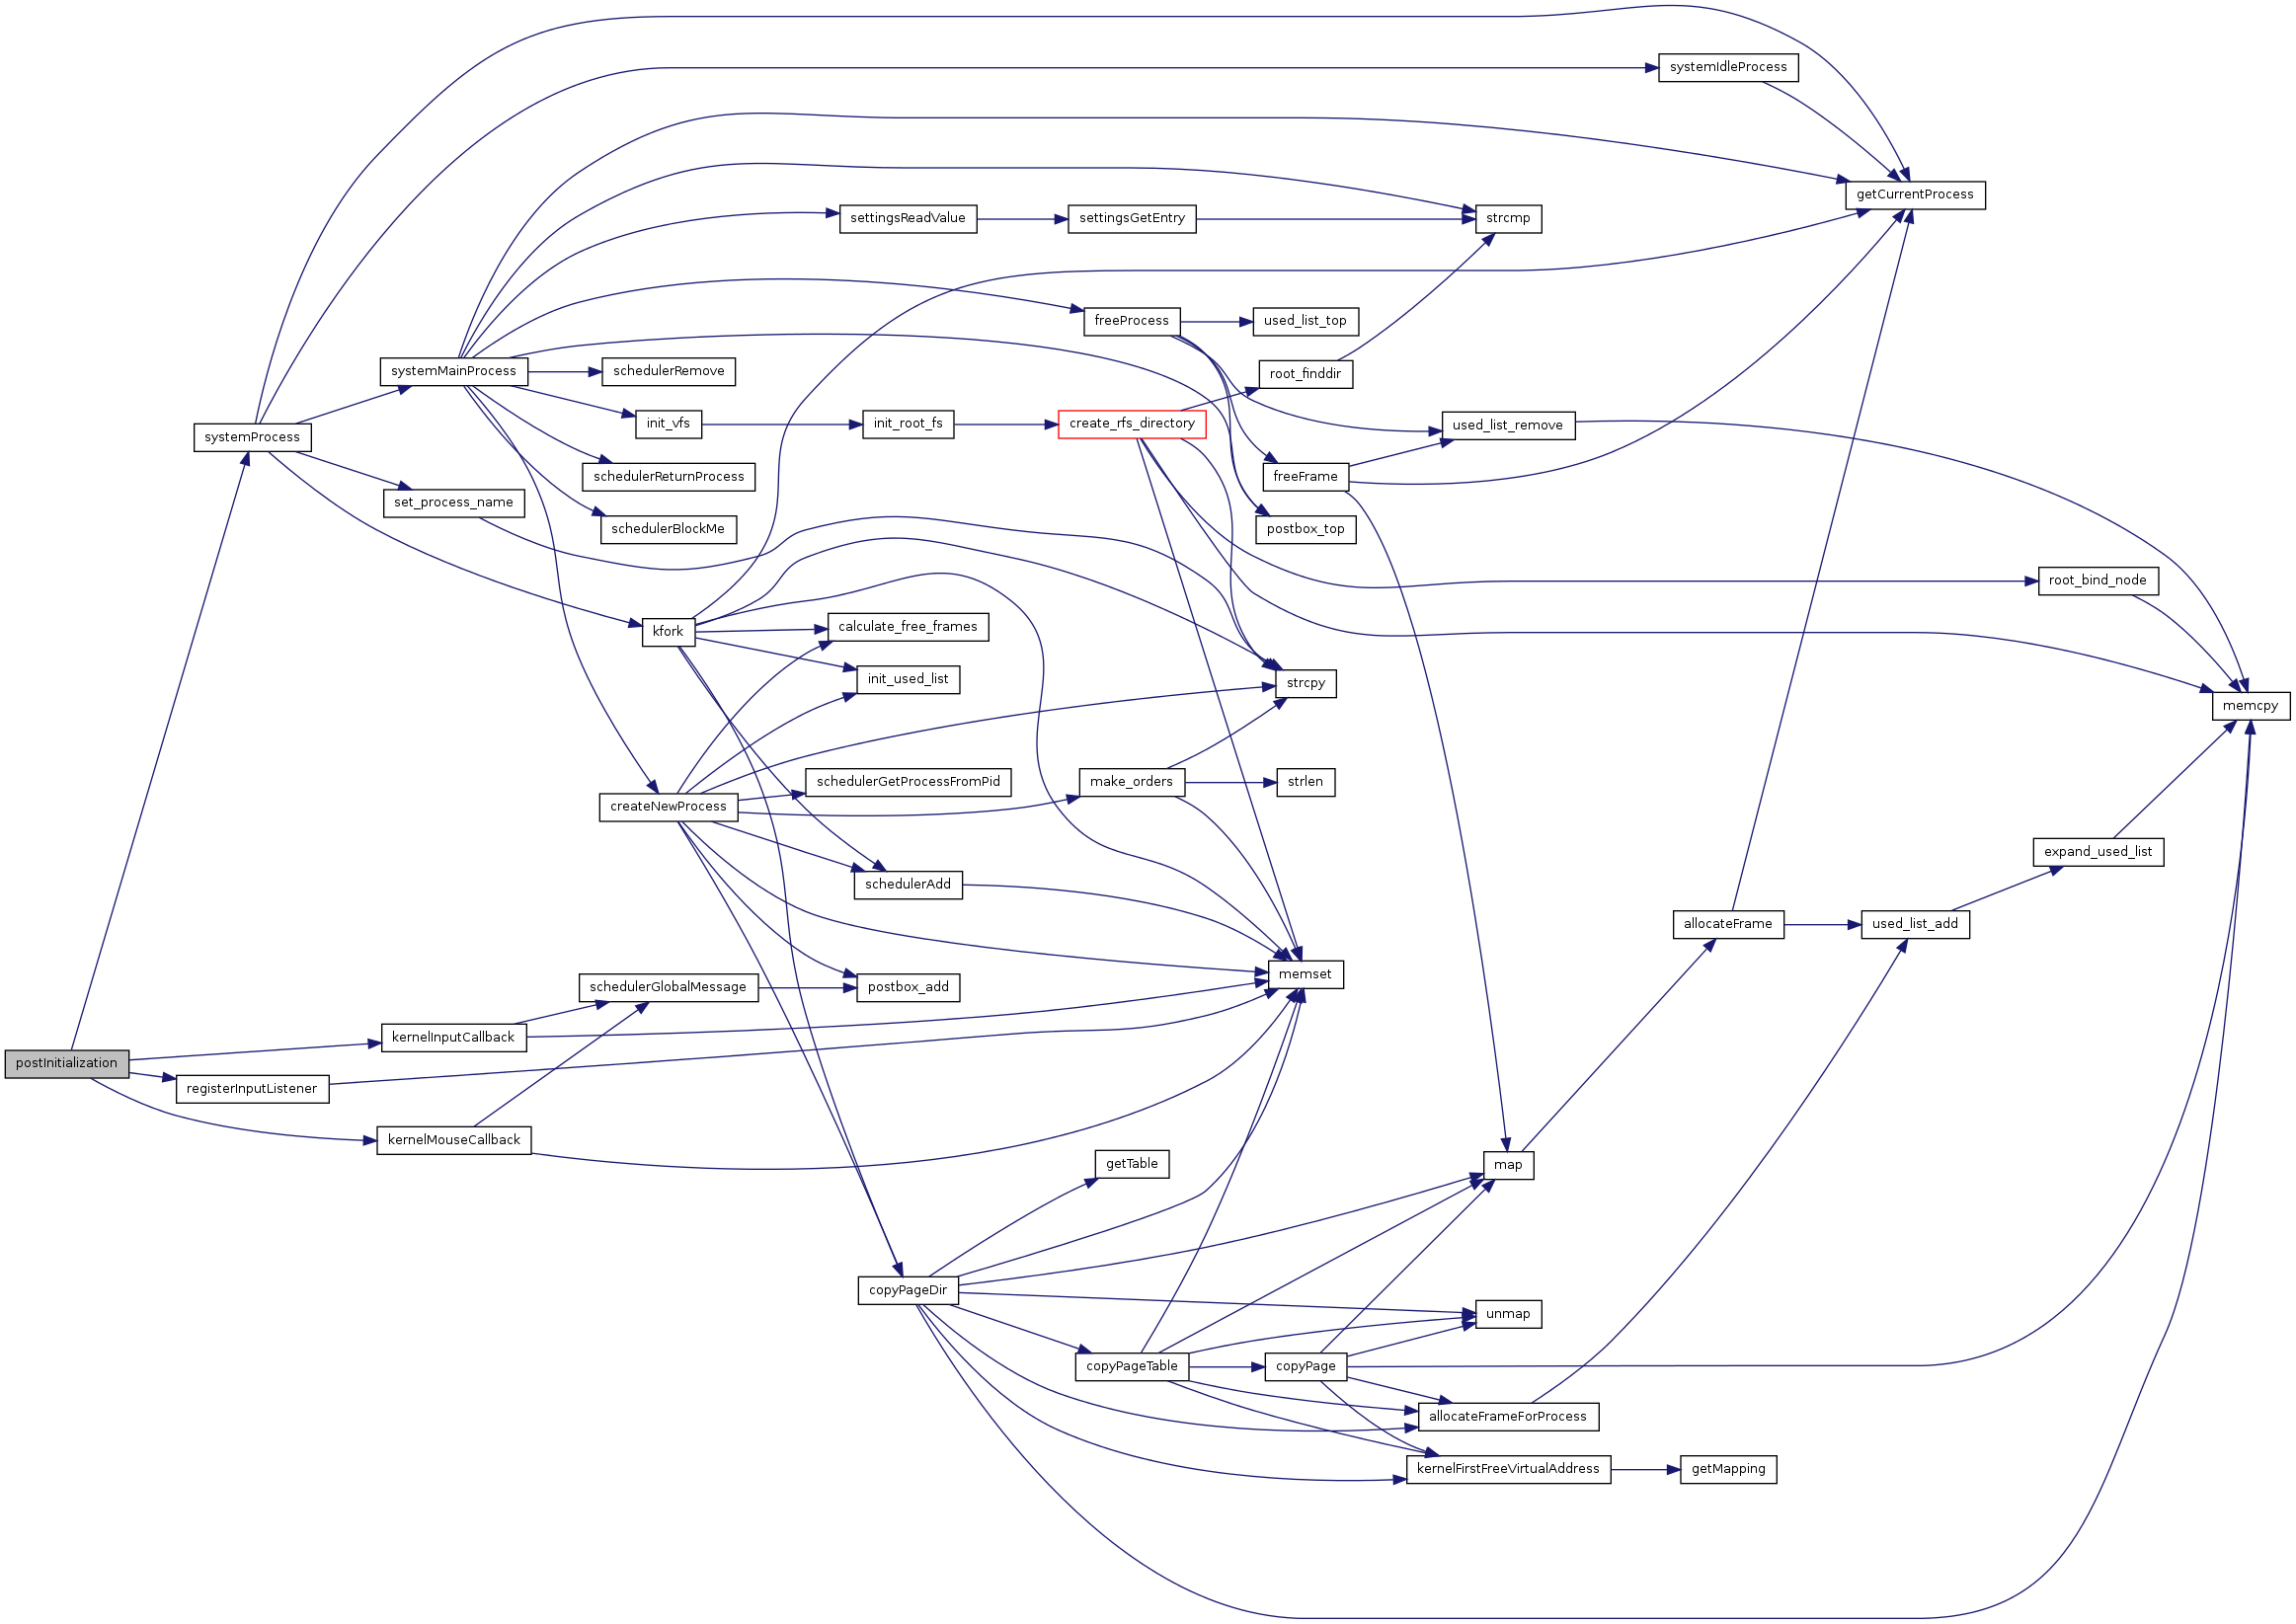 systemIdleProcess
getCurrentProcess
settingsReadValue
settingsGetEntry
strcmp
freeProcess
used_list_top
systemMainProcess
schedulerRemove
root_finddir
systemProcess
init_vfs
init_root_fs
create_rfs_directory
used_list_remove
schedulerReturnProcess
freeFrame
set_process_name
schedulerBlockMe
postbox_top
root_bind_node
kfork
calculate_free_frames
init_used_list
strcpy
memcpy
schedulerGetProcessFromPid
make_orders
strlen
createNewProcess
expand_used_list
schedulerAdd
allocateFrame
used_list_add
memset
schedulerGlobalMessage
postbox_add
kernelInputCallback
postInitialization
registerInputListener
kernelMouseCallback
getTable
map
copyPageDir
unmap
copyPageTable
copyPage
allocateFrameForProcess
kernelFirstFreeVirtualAddress
getMapping